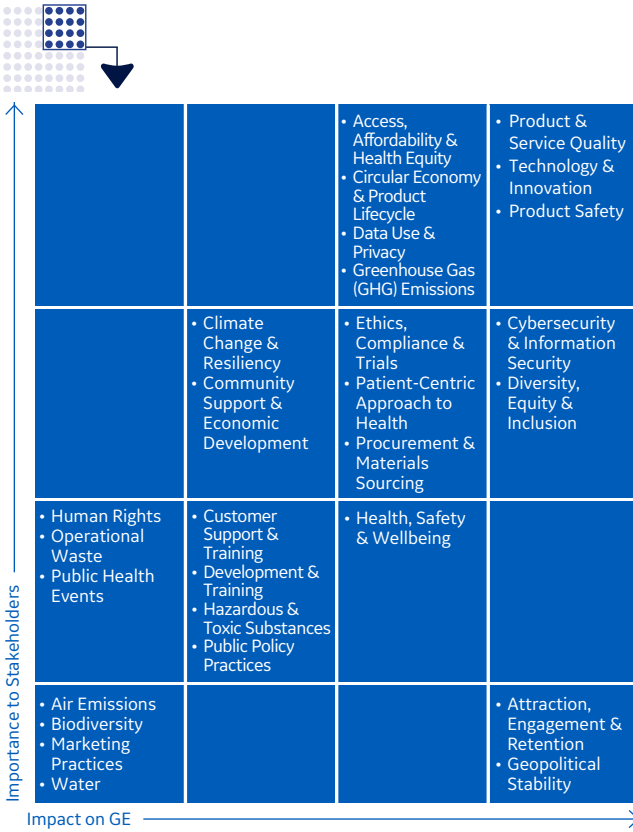 • Access,
Affordability &
Health Equity
• Circular Economy
& Product
Lifecycle
• Data Use &
Privacy
• Greenhouse Gas
(GHG) Emissions
• Product &
Service Quality
• Technology &
Innovation
• Product Safety
• Climate
Change &
Resiliency
• Community
Support &
Economic
Development
• Ethics,
Compliance &
Trials
• Patient-Centric
Approach to
Health
• Procurement &
Materials
Sourcing
• Cybersecurity
& Information
Security
• Diversity,
Equity &
Inclusion
• Human Rights
• Operational
Waste
• Public Health
Events
• Customer
Support &
Training
• Development &
Training
• Hazardous &
Toxic Substances
• Public Policy
Practices
• Health, Safety
& Wellbeing
• Air Emissions
• Biodiversity
• Marketing
Practices
• Water
• Attraction,
Engagement &
Retention
• Geopolitical
Stability
Importance to Stakeholders
Impact on GE